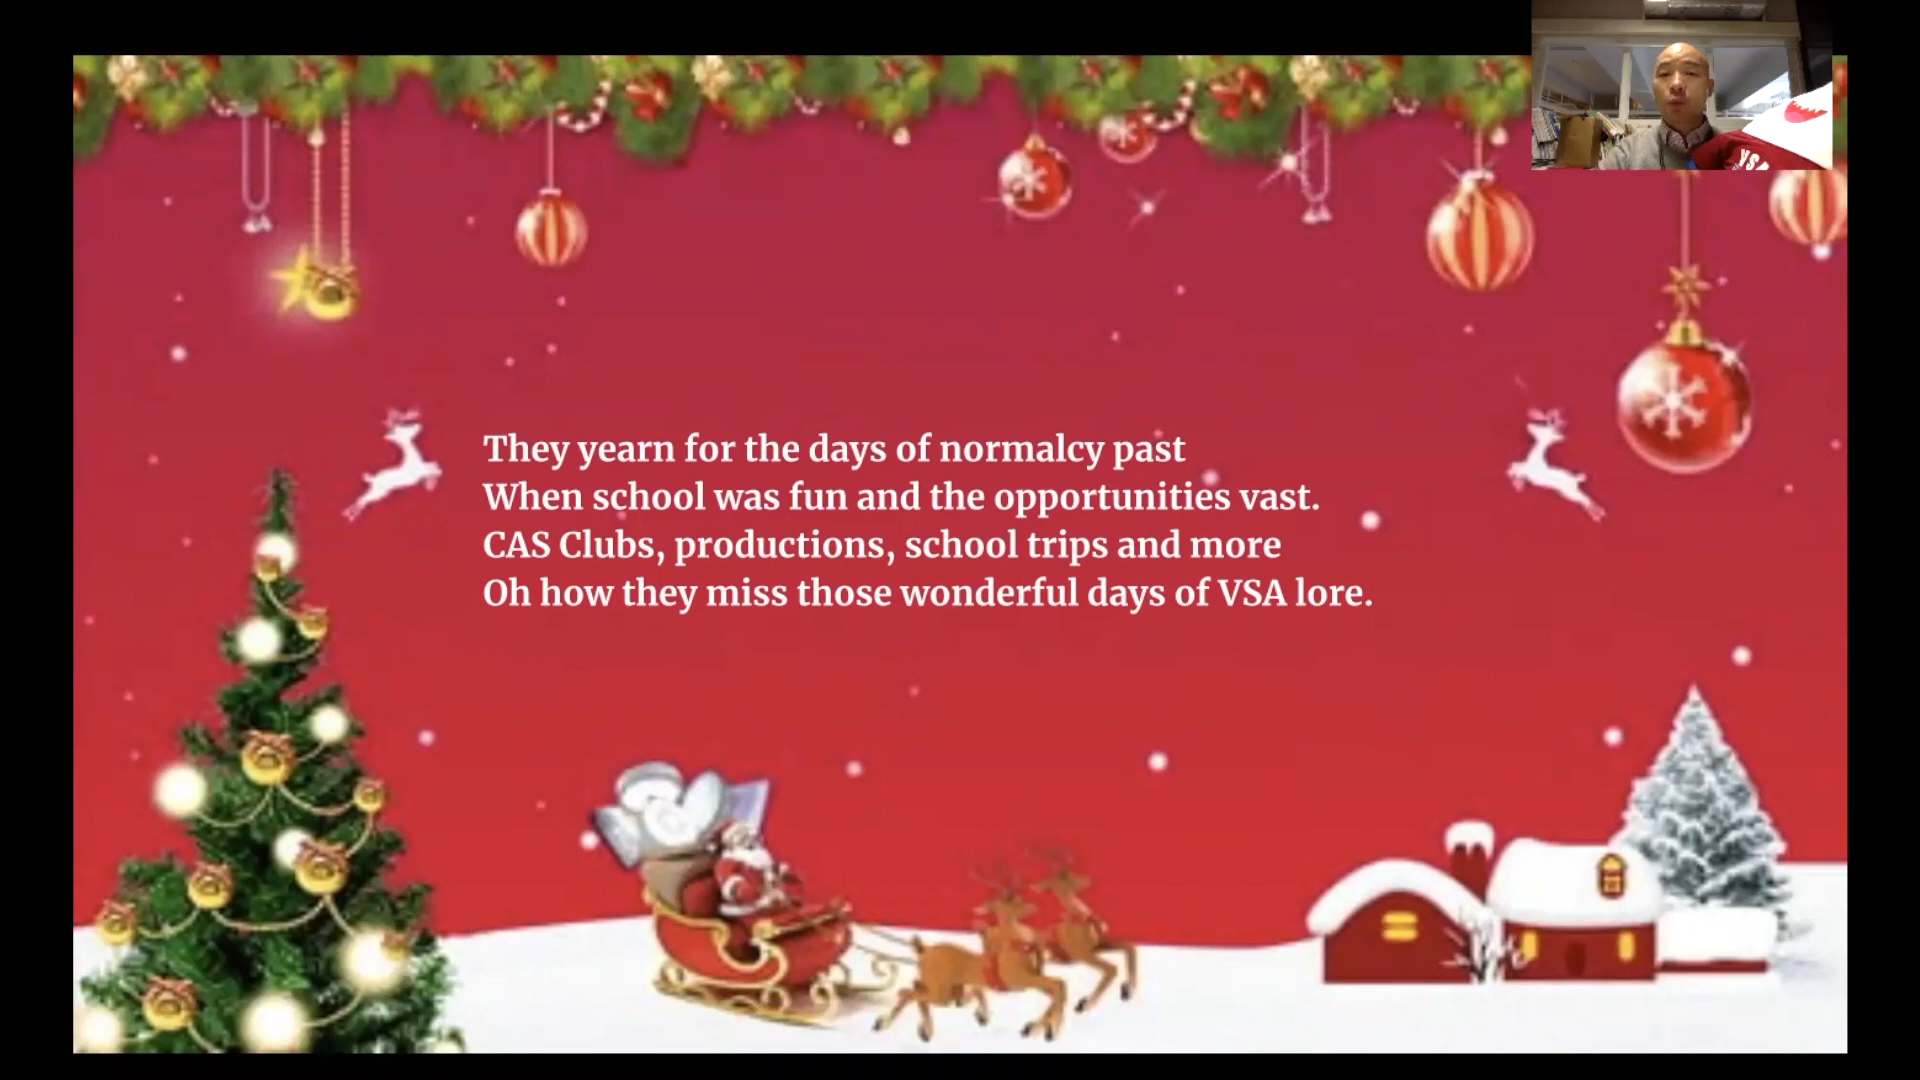 They yearn for the days of normalcy past
When school was fun and the opportunities vast.
CAS Clubs, productions, school trips and more
Oh how they miss those wonderful days of VSA lore.
VSA